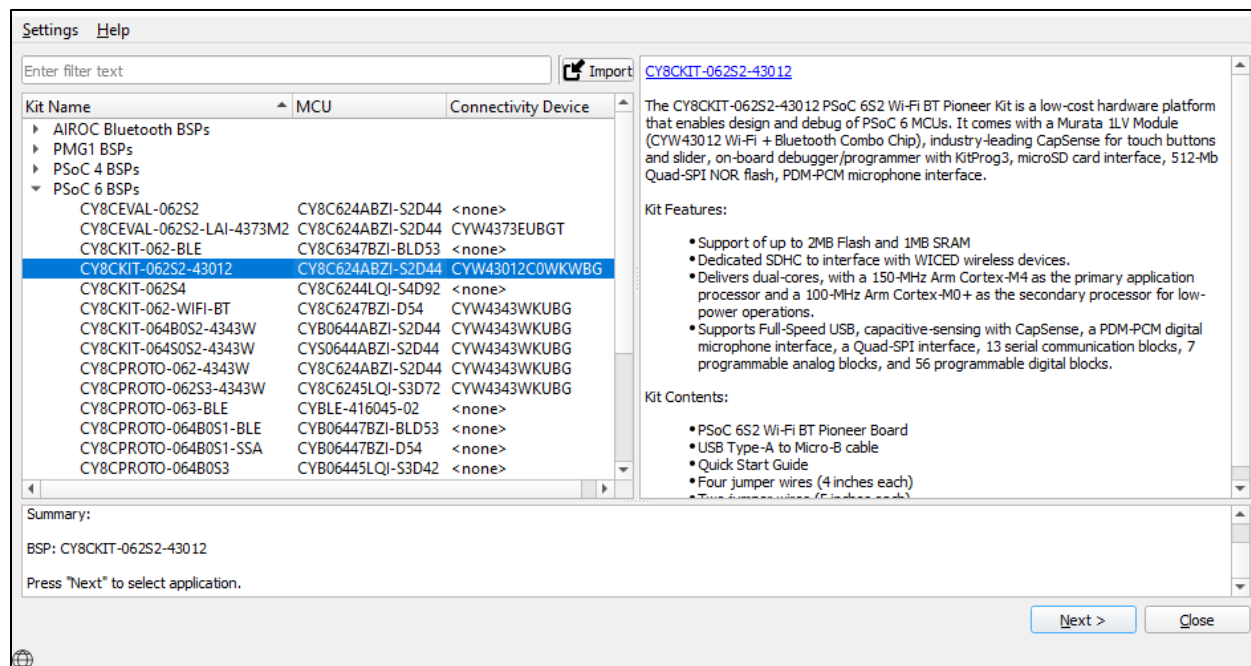 Settings Help
Enter filter text
Import
Kit Name MCU Connectivity Device
AIROC Bluetooth BSPs
PMG1 BSPs
PSoC 4 BSPs
PSoC 6 BSPs
CY8CEVAL-062S2 CY8C624ABZI-S2D44 <none>
CY8CEVAL-062S2-LAI-4373M2 CY8C624ABZI-S2D44 CYW4373EUBGT
CY8CKIT-062-BLE CY8C6347BZI-BLD53 <none>
CY8CKIT-062S2-43012 CY8C624ABZI-S2D44 CYW43012C0WKWBG
CY8CKIT-062S4 CY8C6244LQI-S4D92 <none>
CY8CKIT-062-WIFI-BT CY8C6247BZI-D54 CYW4343WKUBG
CY8CKIT-064B0S2-4343W CYB0644ABZI-S2D44 CYW4343WKUBG
CY8CKIT-064S0S2-4343W CYS0644ABZI-S2D44 CYW4343WKUBG
CY8CPROTO-062-4343W CY8C624ABZI-S2D44 CYW4343WKUBG
CY8CPROTO-062S3-4343W CY8C6245LQI-S3D72 CYW4343WKUBG
CY8CPROTO-063-BLE CYBLE-416045-02 <none>
CY8CPROTO-064B0S1-BLE CYB06447BZI-BLD53 <none>
CY8CPROTO-064B0S1-SSA CYB06447BZI-D54 <none>
CY8CPROTO-064B0S3 CYB06445LQI-S3D42 <none>
CY8CKIT-062S2-43012
The CY8CKIT-062S2-43012 PSoC 6S2 Wi-Fi BT Pioneer Kit is a low-cost hardware platform
that enables design and debug of PSoC 6 MCUs. It comes with a Murata 1LV Module
(CYW43012 Wi-Fi + Bluetooth Combo Chip), industry-leading CapSense for touch buttons
and slider, on-board debugger/programmer with KitProg3, microSD card interface, 512-Mb
Quad-SPI NOR flash, PDM-PCM microphone interface.
Kit Features:
• Support of up to 2MB Flash and 1MB SRAM
• Dedicated SDHC to interface with WICED wireless devices.
• Delivers dual-cores, with a 150-MHz Arm Cortex-M4 as the primary application
processor and a 100-MHz Arm Cortex-M0+ as the secondary processor for low-
power operations.
• Supports Full-Speed USB, capacitive-sensing with CapSense, a PDM-PCM digital
microphone interface, a Quad-SPI interface, 13 serial communication blocks, 7
programmable analog blocks, and 56 programmable digital blocks.
Kit Contents:
• PSoC 6S2 Wi-Fi BT Pioneer Board
• USB Type-A to Micro-B cable
• Quick Start Guide
• Four jumper wires (4 inches each)
• Two jumper wires (5 inches each)
Summary:
BSP: CY8CKIT-062S2-43012
Press "Next" to select application.
Next > Close